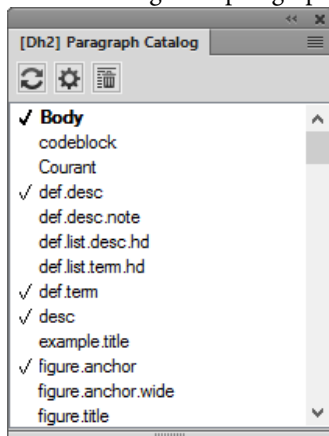 [Dh2] Paragraph Catalog
Body
codeblock
Courant
def.desc
def.desc.note
def.list.desc.hd
def.list.term.hd
def.term
desc
example.title
figure.anchor
figure.anchor.wide
figure.title